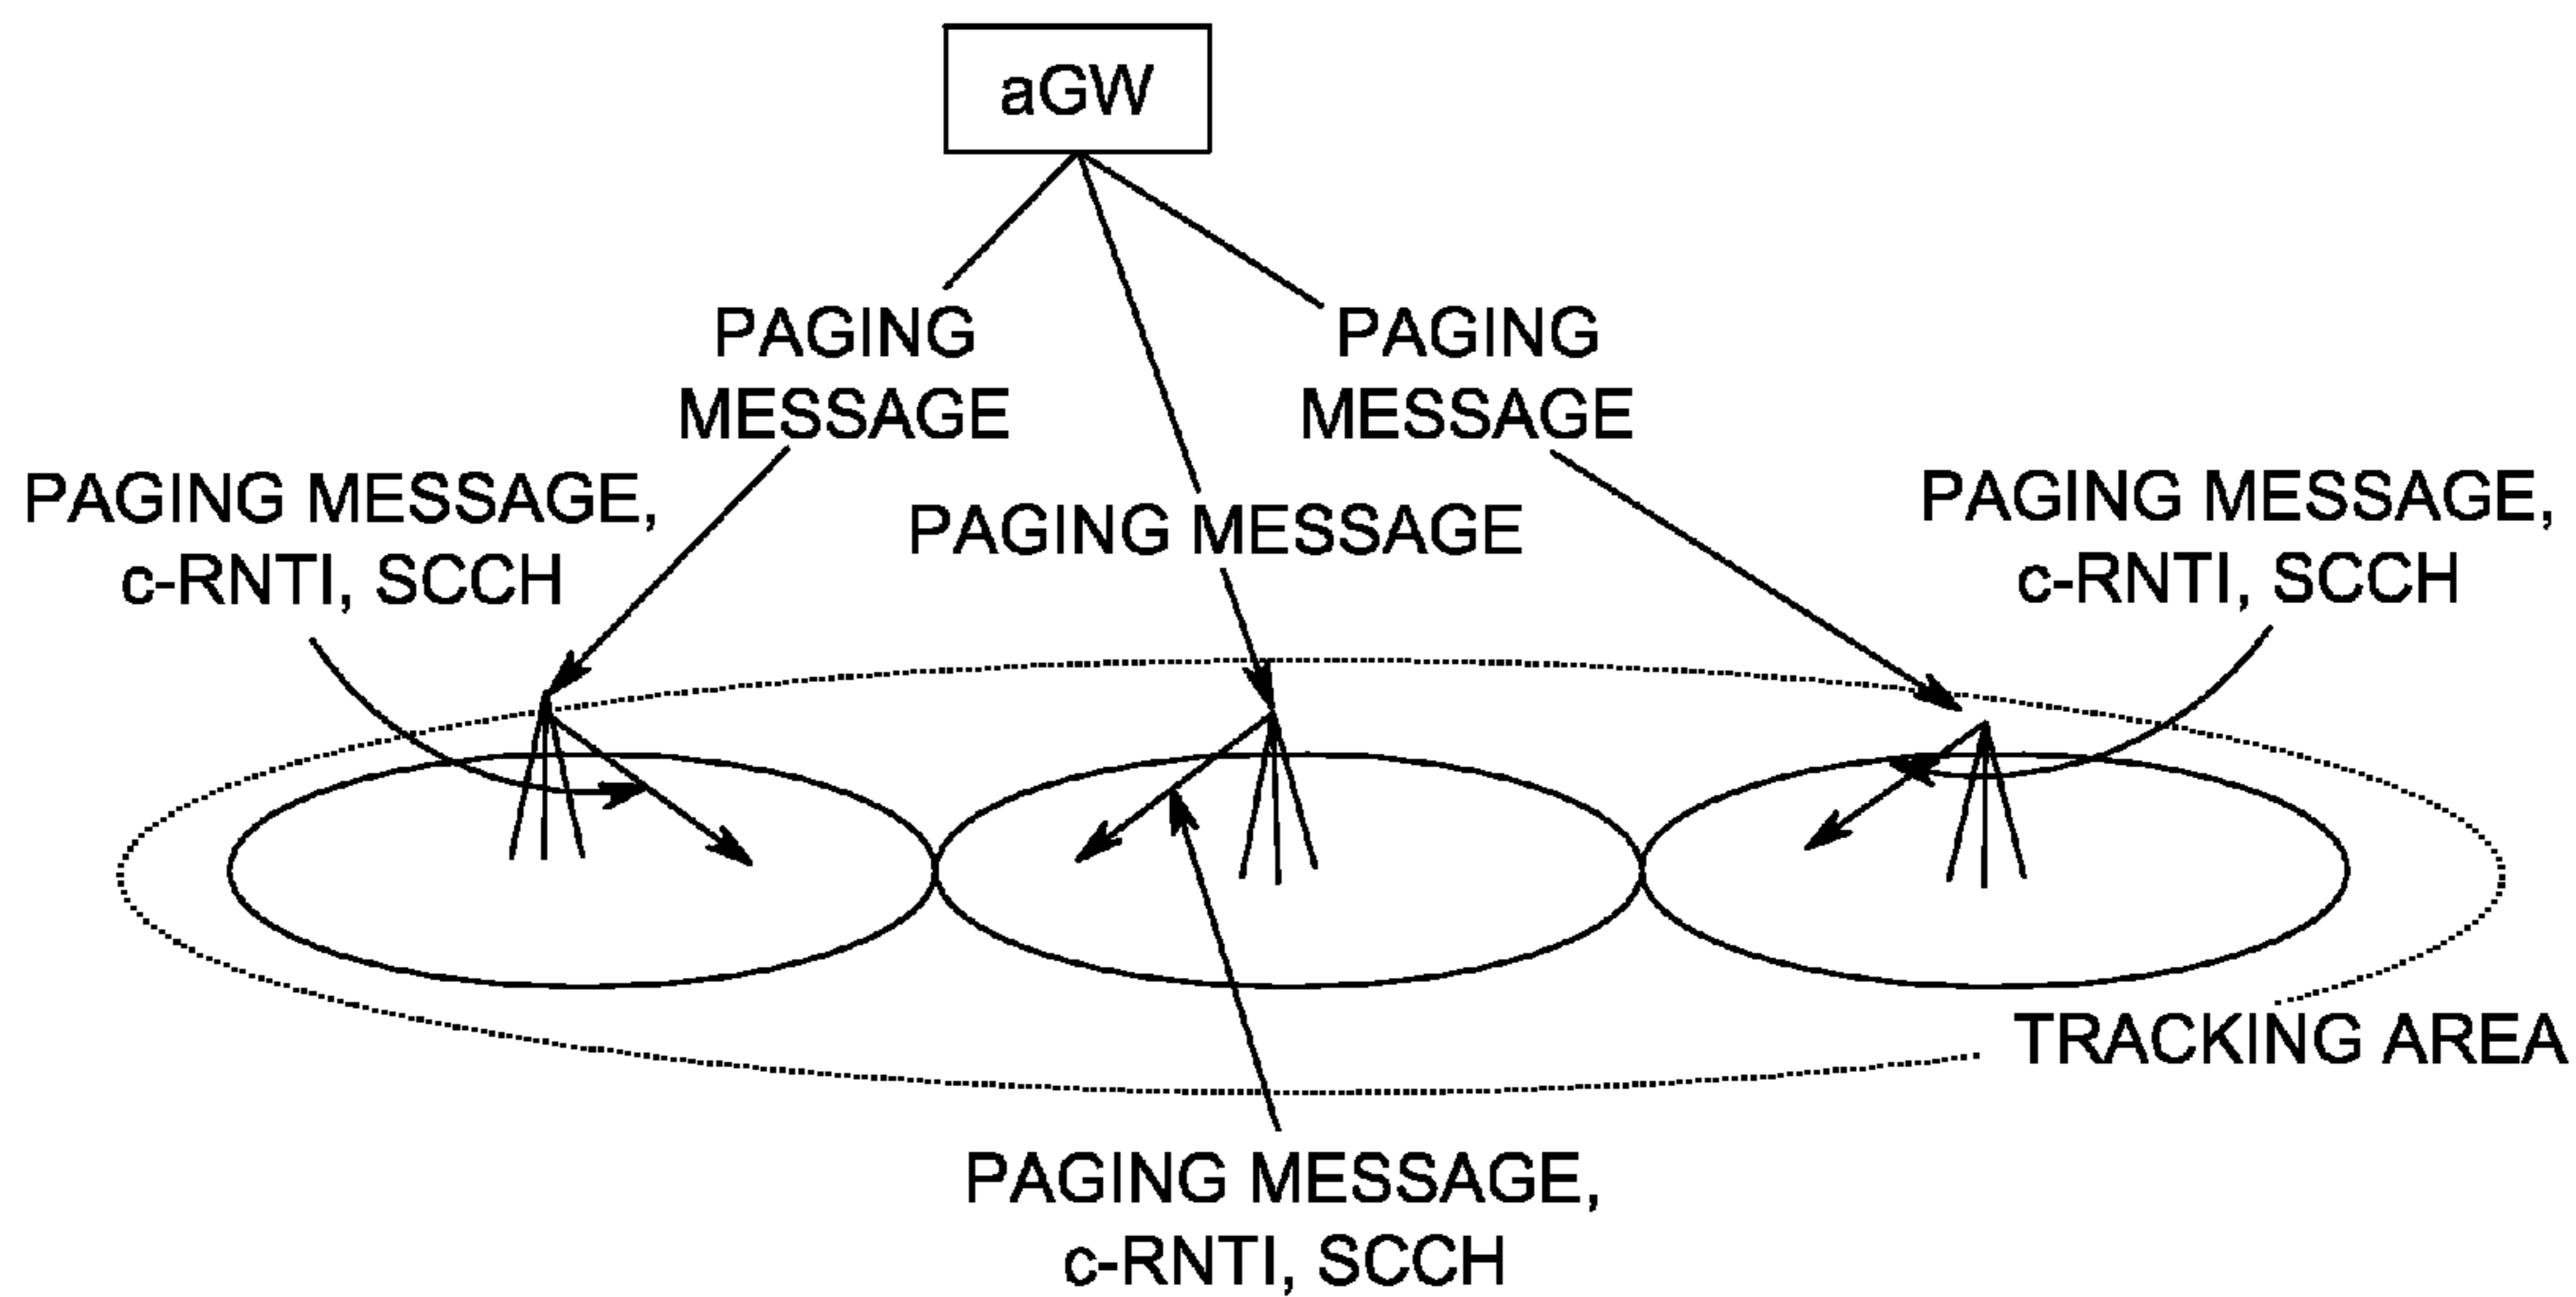 aGW
PAGING
MESSAGE
PAGING
MESSAGE
PAGING MESSAGE,
c-RNTI, SCCH
PAGING MESSAGE
PAGING MESSAGE,
c-RNTI, SCCH
TRACKING AREA
PAGING MESSAGE,
c-RNTI, SCCH